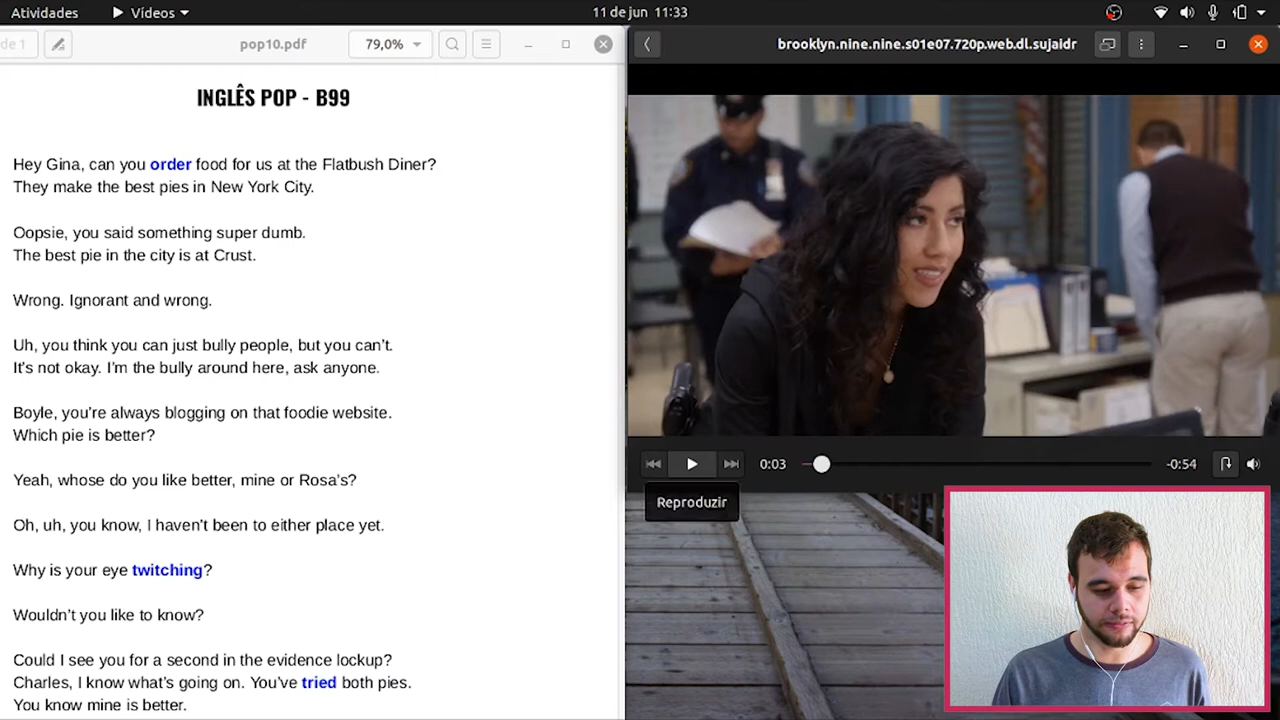 Atividades
Vídeos
11 de jun 11:33
de 1
pop10.pdf
79,0%
brooklyn.nine.nine.s01e07.720p.web.dl.sujaidr
INGLÊS POP - B99
Hey Gina, can you order food for us at the Flatbush Diner?
They make the best pies in New York City.
Oopsie, you said something super dumb.
The best pie in the city is at Crust.
Wrong. Ignorant and wrong.
Uh, you think you can just bully people, but you can't.
It's not okay. I'm the bully around here, ask anyone.
Boyle, you're always blogging on that foodie website.
Which pie is better?
Yeah, whose do you like better, mine or Rosa's?
Oh, uh, you know, I haven't been to either place yet.
Why is your eye twitching?
Wouldn't you like to know?
Could I see you for a second in the evidence lockup?
Charles, I know what's going on. You've tried both pies.
You know mine is better.
0:03
-0:54
Reproduzir